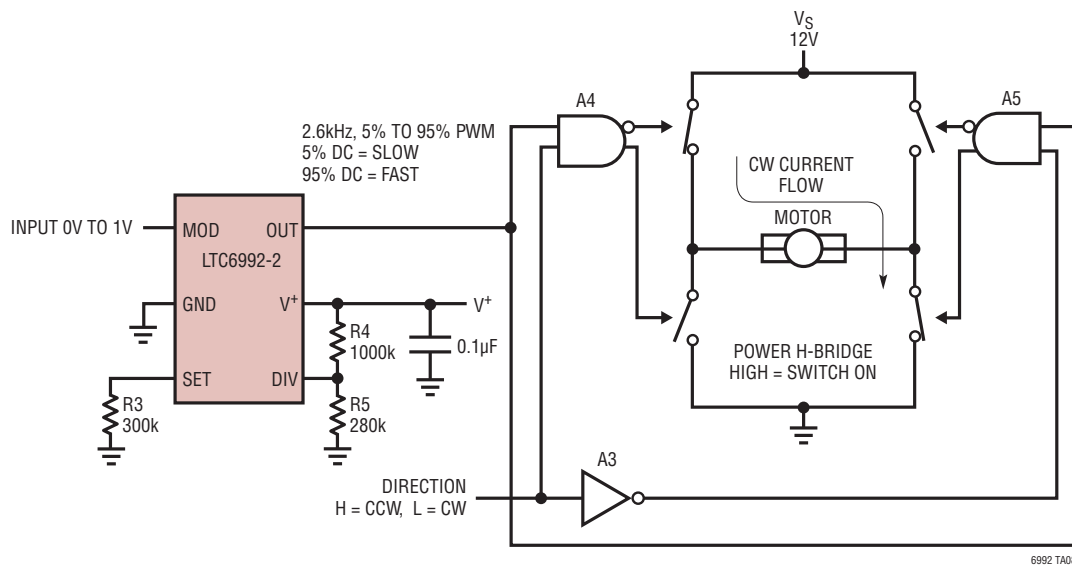 V_S
12V
A4
A5
2.6kHz, 5% TO 95% PWM
5% DC = SLOW
95% DC = FAST
CW CURRENT
FLOW
MOTOR
INPUT 0V TO 1V
MOD
OUT
LTC6992-2
GND
V+
V+
R4
1000k
0.1µF
SET
DIV
R3
300k
R5
280k
POWER H-BRIDGE
HIGH = SWITCH ON
A3
DIRECTION
H = CCW, L = CW